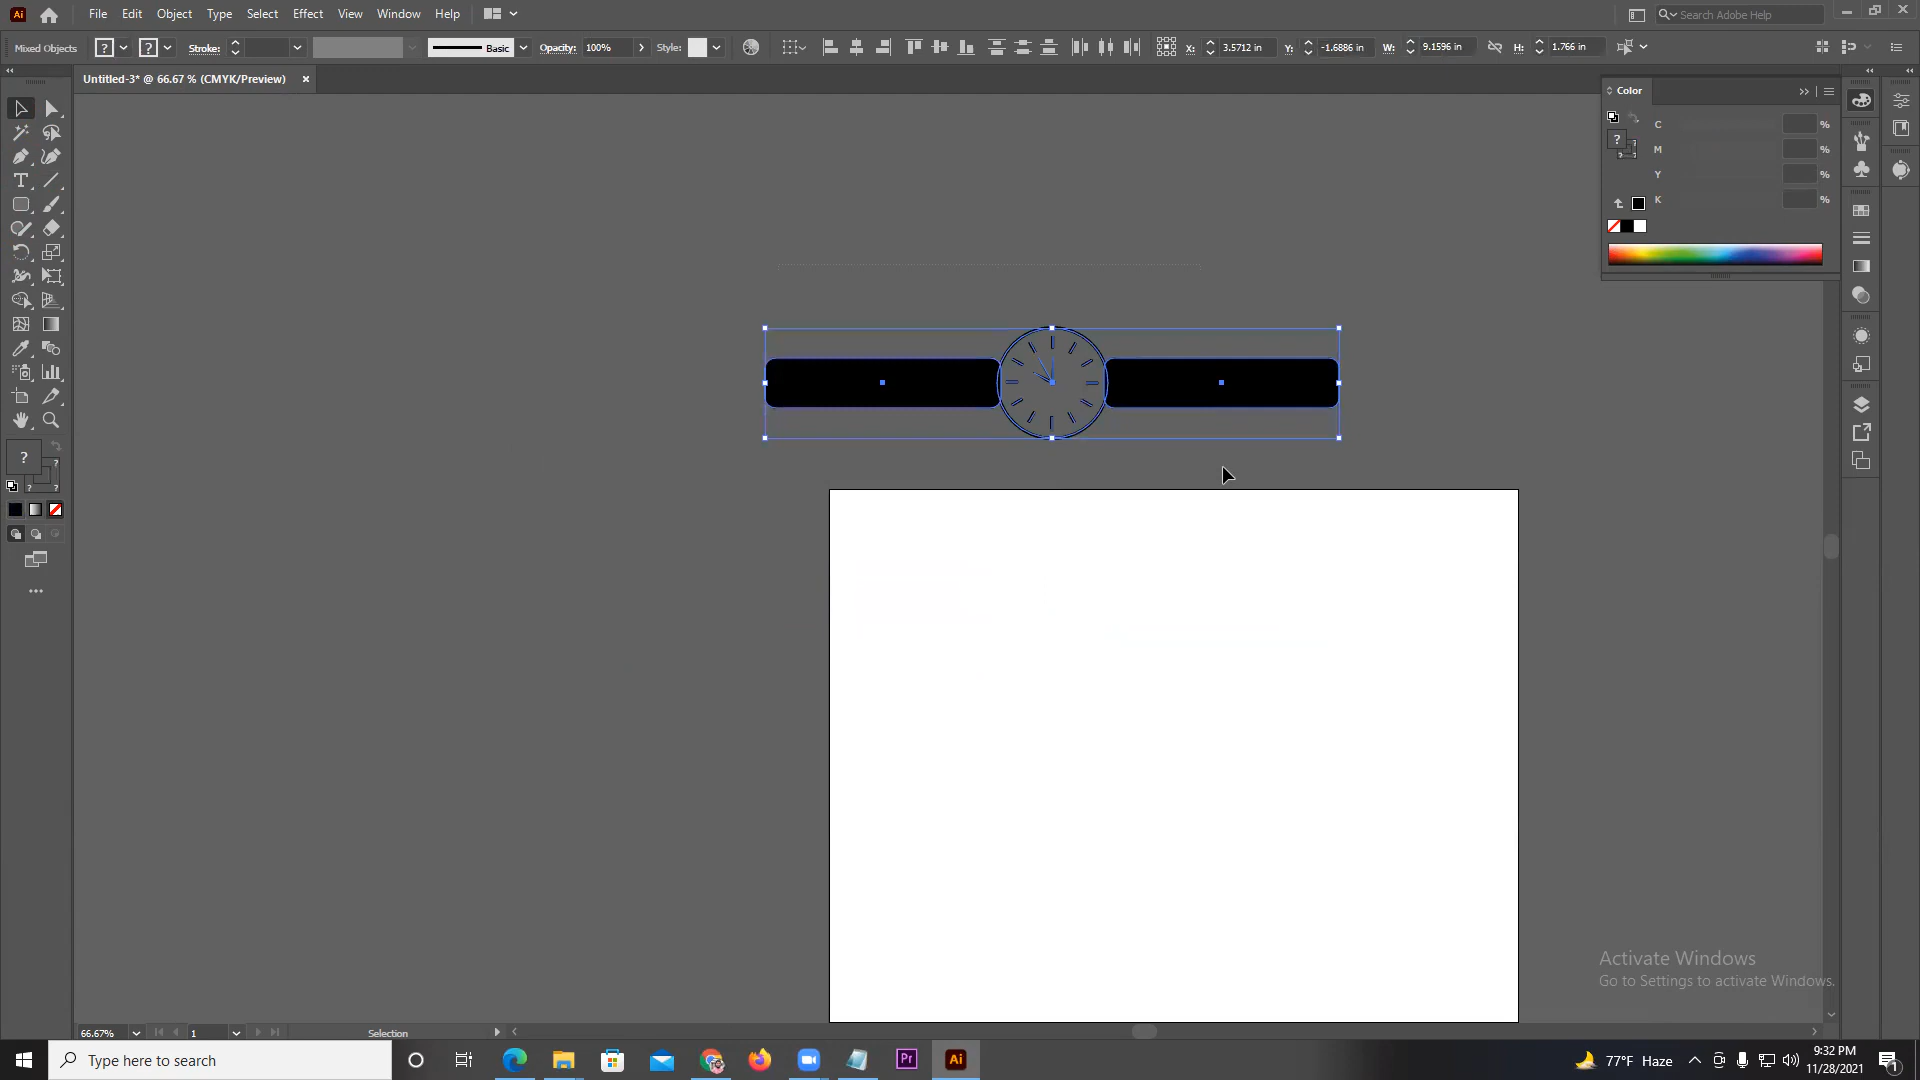 Ai File Edit Object Type Select Effect View Window Help Search Adobe Help
Mixed Objects ? ? Stroke: Basic Opacity: 100% Style: X: 3.5712 in Y: -1.6886 in W: 9.1596 in H: 1.766 in
Untitled-3* @ 66.67 % (CMYK/Preview) ×
Color
C %
? M %
Y %
K %
T
?
?
? ?
Activate Windows
Go to Settings to activate Windows.
66.67% 1 Selection
Type here to search Pr Ai 77°F Haze 9:32 PM
11/28/2021
1